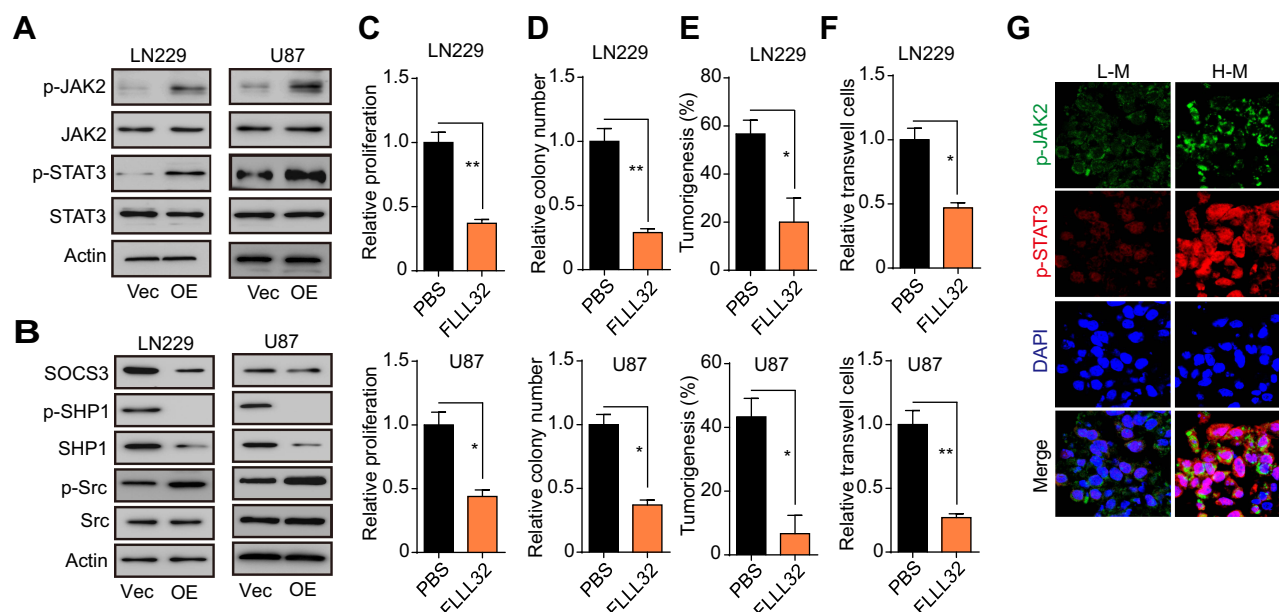 A
LN229 U87
p-JAK2
JAK2
p-STAT3
STAT3
Actin
Vec OE Vec OE
B
LN229 U87
SOCS3
p-SHP1
SHP1
p-Src
Src
Actin
Vec OE Vec OE
C
LN229
Relative proliferation
1.5
1.0
0.5
0
**
PBS
FLLL32
U87
Relative proliferation
1.5
1.0
0.5
0
*
PBS
FLLL32
D
Relative colony number
1.5
1.0
0.5
0
**
PBS
FLLL32
Relative colony number
1.5
1.0
0.5
0
*
PBS
FLLL32
E
LN229
Tumorigenesis (%)
80
60
40
20
0
*
PBS
FLLL32
U87
Tumorigenesis (%)
60
40
20
0
*
PBS
FLLL32
F
LN229
Relative transwell cells
1.5
1.0
0.5
0
*
PBS
FLLL32
U87
Relative transwell cells
1.5
1.0
0.5
0
**
PBS
FLLL32
G
L-M H-M
p-JAK2
p-STAT3
DAPI
Merge